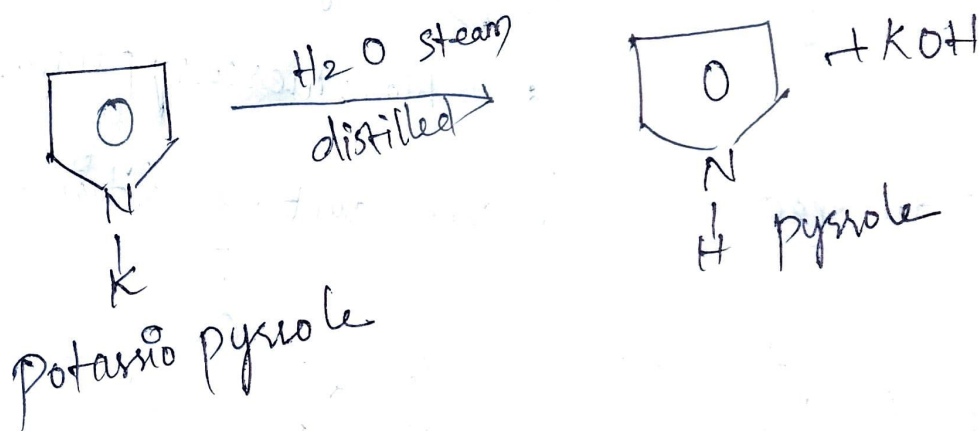 H2O steam
distilled
N
K
potassio pyrrole
+ KOH
N
H
pyrrole